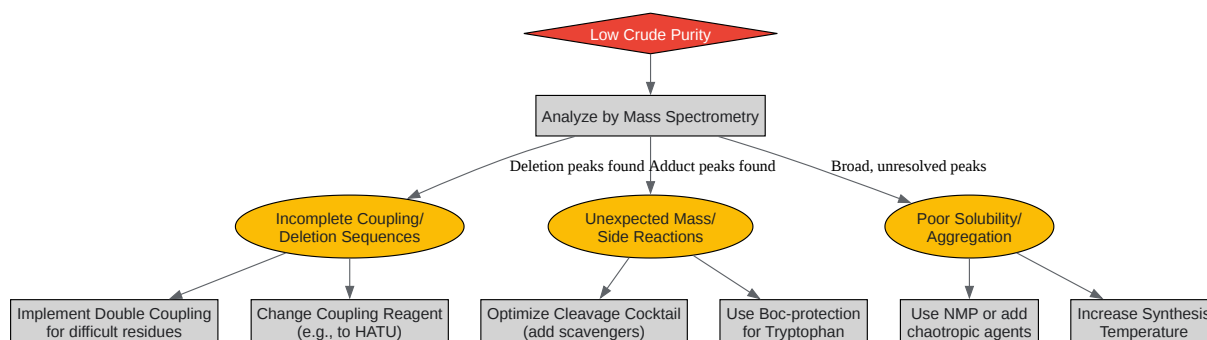 Low Crude Purity
Analyze by Mass Spectrometry
Deletion peaks found
Adduct peaks found
Broad, unresolved peaks
Incomplete Coupling/
Deletion Sequences
Unexpected Mass/
Side Reactions
Poor Solubility/
Aggregation
Implement Double Coupling
for difficult residues
Change Coupling Reagent
(e.g., to HATU)
Optimize Cleavage Cocktail
(add scavengers)
Use Boc-protection
for Tryptophan
Use NMP or add
chaotropic agents
Increase Synthesis
Temperature